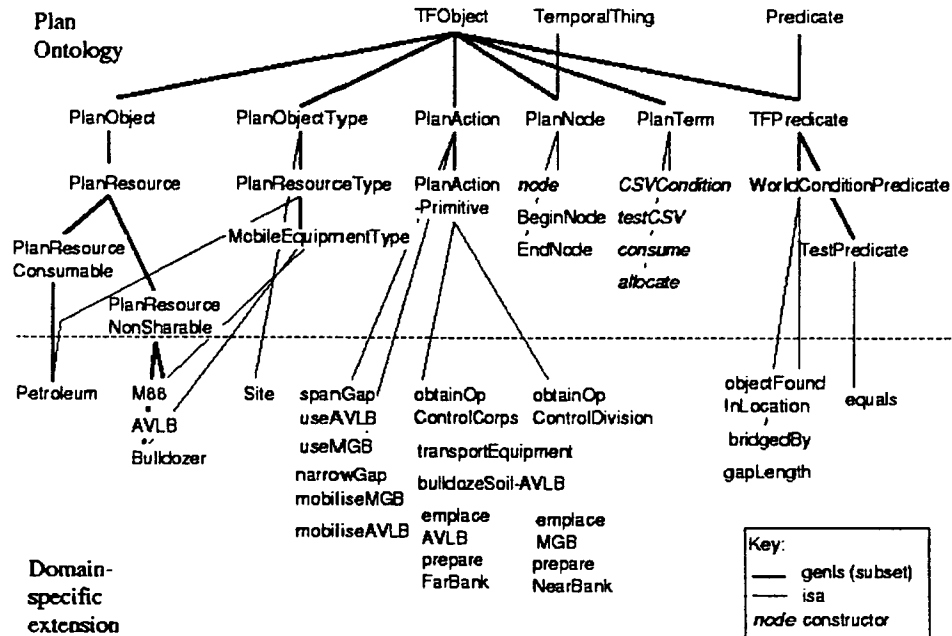 Plan
Ontology
TFObject TemporalThing Predicate
PlanObject PlanObjectType PlanAction PlanNode PlanTerm TFPredicate
PlanResource PlanResourceType PlanAction node CSVCondition WorldConditionPredicate
-Primitive BeginNode testCSV
PlanResource MobileEquipmentType EndNode consume TestPredicate
Consumable allocate
PlanResource
NonSharable
Petroleum M88 Site spanGap obtainOp obtainOp objectFound equals
AVLB useAVLB ControlCorps ControlDivision InLocation
Bulldozer useMGB transportEquipment bridgedBy
narrowGap bulldozeSoil-AVLB gapLength
mobiliseMGB
mobiliseAVLB emplace emplace
AVLB MGB
prepare prepare
FarBank NearBank
Key:
genls (subset)
isa
node constructor
Domain-
specific
extension